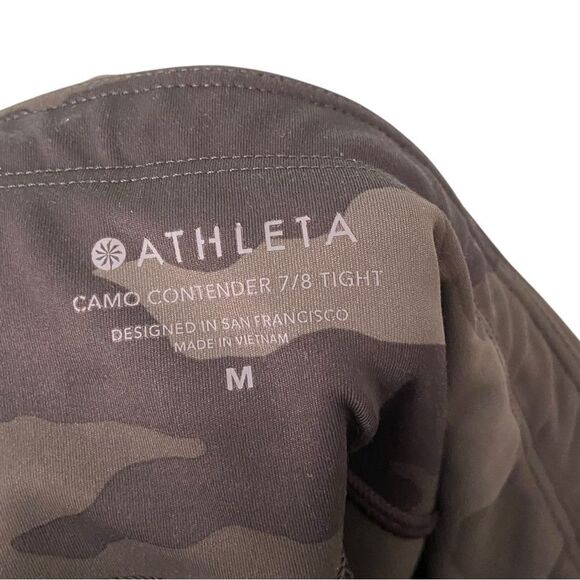 ATHLETA
CAMO CONTENDER 7/8 TIGHT
DESIGNED IN SAN FRANCISCO
MADE IN VIETNAM
M